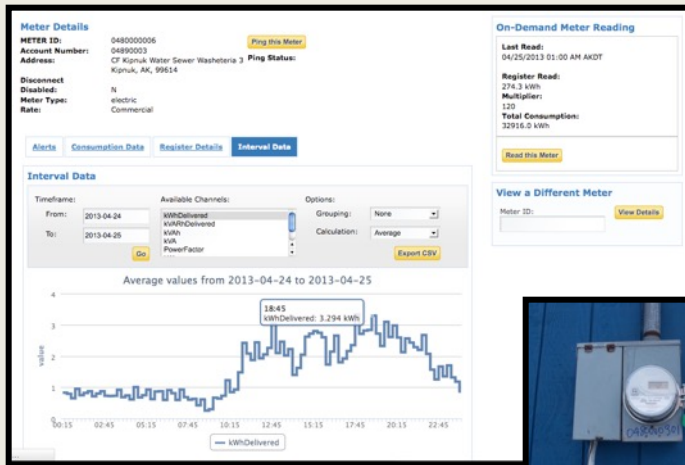 Meter Details
METER ID: 0480000006
Ping this Meter
Account Number: 04890003
Address: CF Kipnuk Water Sewer Washeteria 3 Ping Status:
Kipnuk, AK, 99614
Disconnect
Disabled: N
Meter Type: electric
Rate: Commercial
On-Demand Meter Reading
Last Read:
04/25/2013 01:00 AM AKDT
Register Read:
274.3 kWh
Multiplier:
120
Total Consumption:
32916.0 kWh
Read this Meter
Alerts Consumption Data Register Details Interval Data
View a Different Meter
Meter ID:
View Details
Interval Data
Timeframe: Available Channels: Options:
From: 2013-04-24
To: 2013-04-25
Go
kWhDelivered
kVARhDelivered
kVAh
kVA
PowerFactor
Grouping: None
Calculation: Average
Export CSV
Average values from 2013-04-24 to 2013-04-25
18:45
kWhDelivered: 3.294 kWh
value
4
3
2
1
0
00:15 02:45 05:15 07:45 10:15 12:45 15:15 17:45 20:15 22:45
kWhDelivered